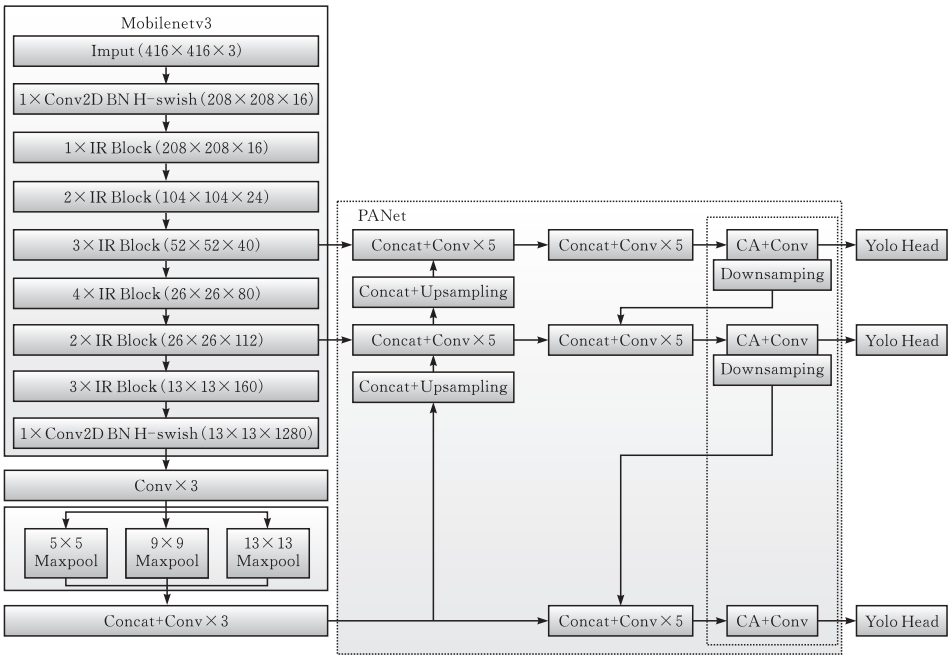 Mobilenetv3
Imput(416×416×3)
1×Conv2D BN H-swish(208×208×16)
1×IR Block(208×208×16)
2×IR Block(104×104×24)
3×IR Block(52×52×40)
4×IR Block(26×26×80)
2×IR Block(26×26×112)
3×IR Block(13×13×160)
1×Conv2D BN H-swish(13×13×1280)
Conv×3
5×5
Maxpool
9×9
Maxpool
13×13
Maxpool
Concat+Conv×3
PANet
Concat+Conv×5
Concat+Conv×5
CA+Conv
Yolo Head
Downsamping
Concat+Upsampling
Concat+Conv×5
Concat+Conv×5
CA+Conv
Yolo Head
Downsamping
Concat+Upsampling
Concat+Conv×5
CA+Conv
Yolo Head